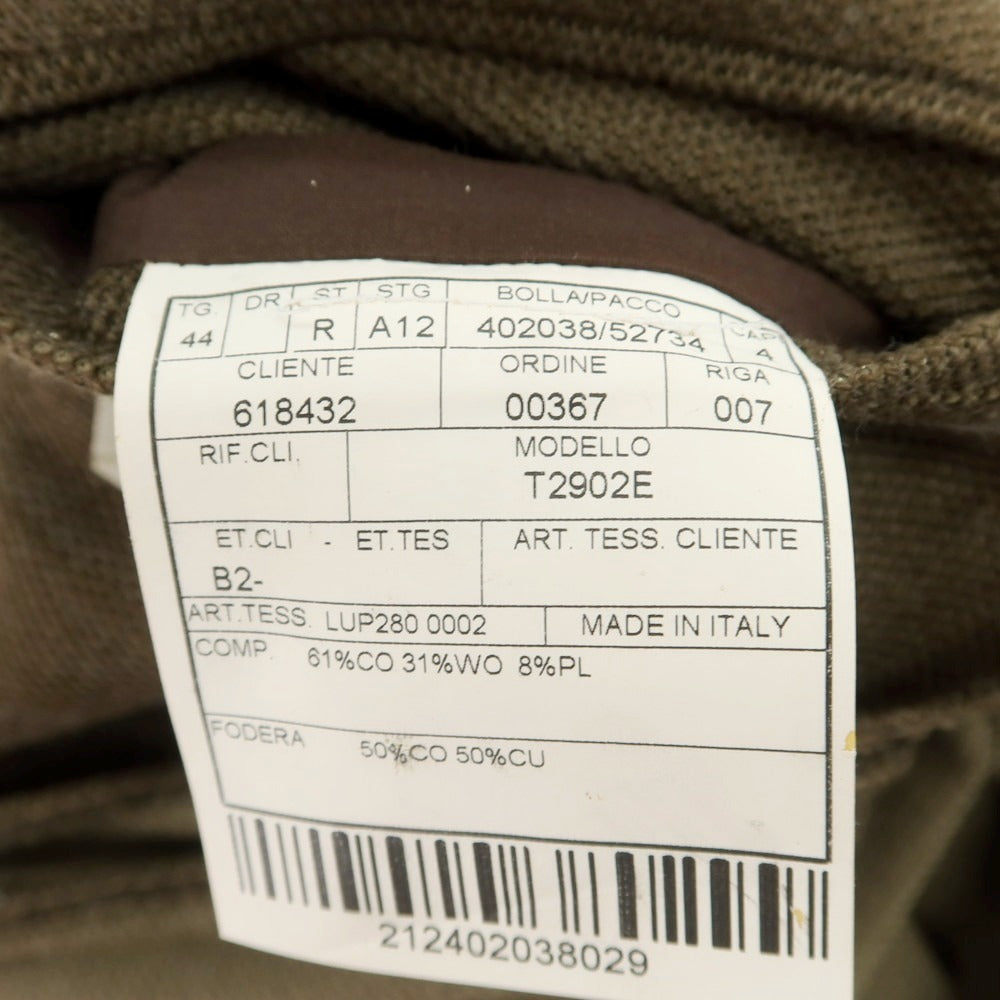 TG. DR ST STG BOLLA/PACCO CAP
44 R A12 402038/52734 4
CLIENTE ORDINE RIGA
618432 00367 007
RIF.CLI. MODELLO
T2902E
ET.CLI - ET.TES ART. TESS. CLIENTE
B2-
ART.TESS. LUP280 0002 MADE IN ITALY
COMP. 61%CO 31%WO 8%PL
FODERA 50%CO 50%CU
212402038029